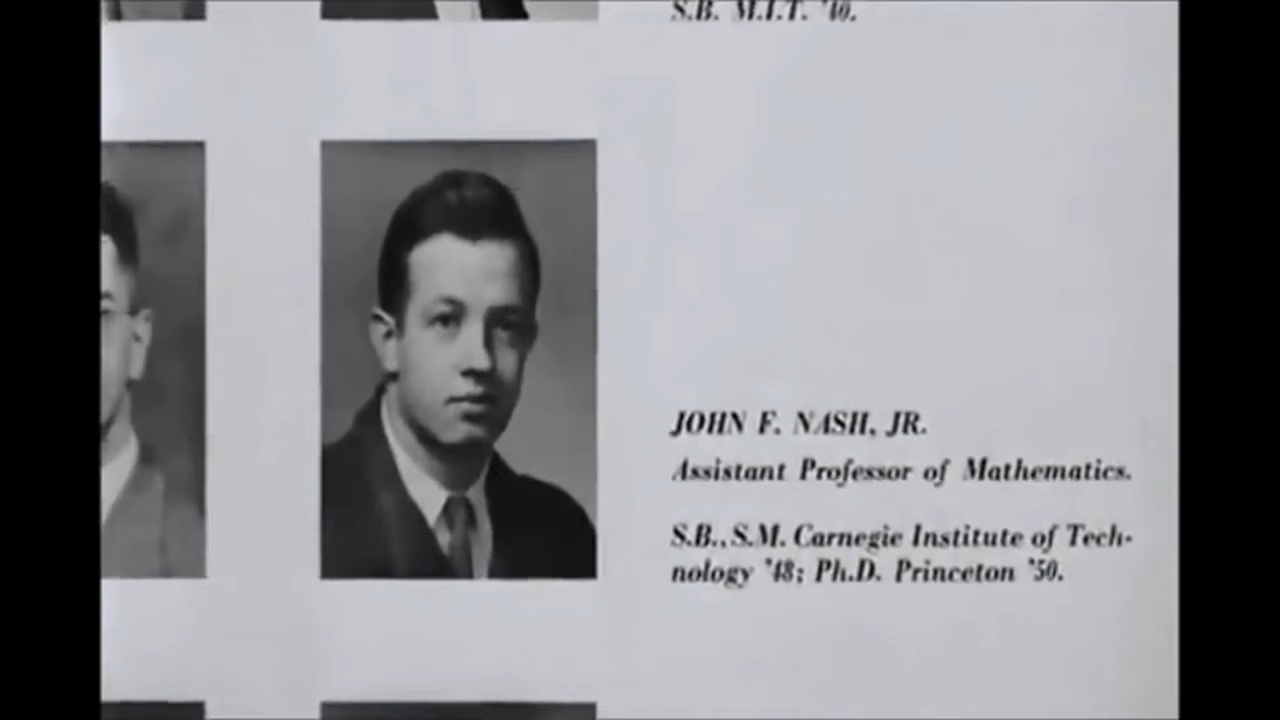 S.B. M.I.T. '40.
JOHN F. NASH, JR.
Assistant Professor of Mathematics.
S.B., S.M. Carnegie Institute of Tech-
nology '48; Ph.D. Princeton '50.